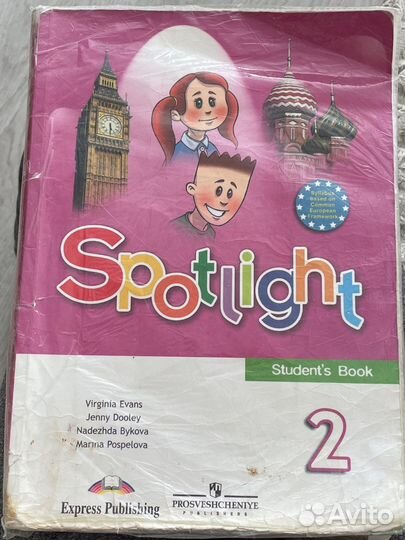 Syllabus
Based on
Common
European
Framework
Spotlight
Student's Book
Virginia Evans
Jenny Dooley
Nadezhda Bykova
Marina Pospelova
2
Express Publishing
PROSVESHCHENIYE
PUBLISHERS
Avito